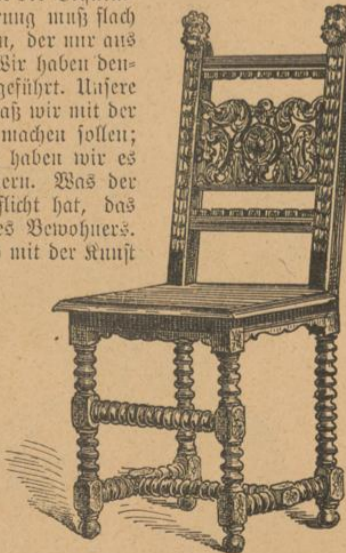 rung muß flach
n, der nur aus
Wir haben den⸗
geführt. Unsere
aß wir mit der
machen sollen;
haben wir es
ern. Was der
flicht hat, das
es Bewohners.
mit der Kunst